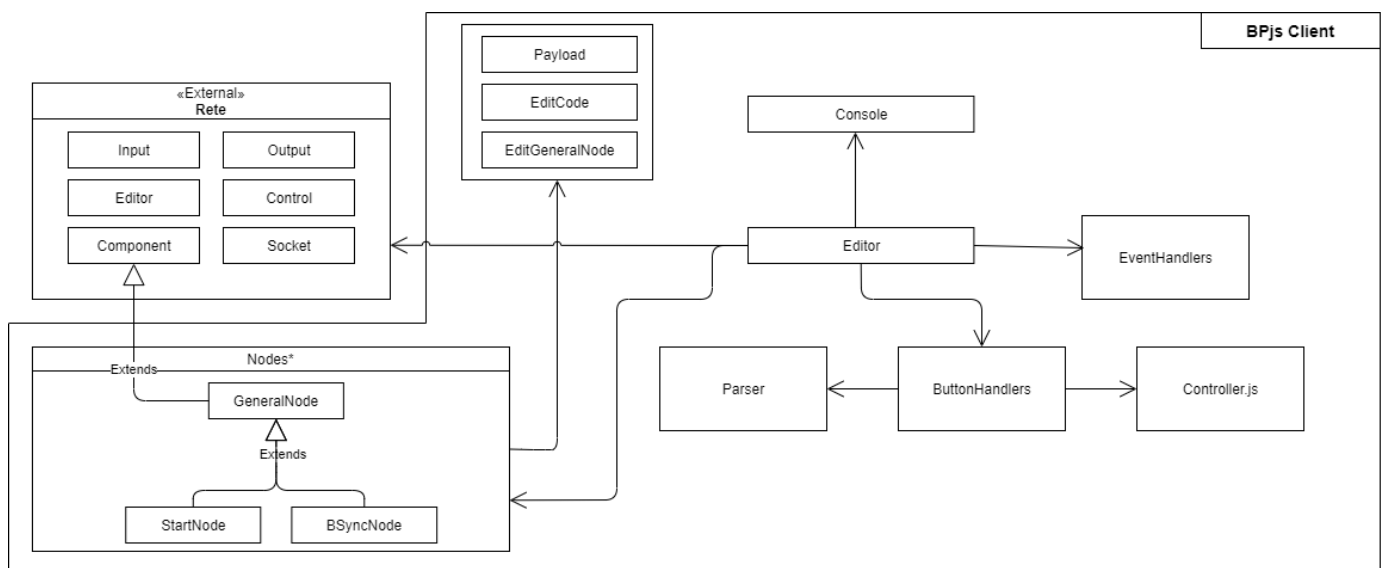 BPjs Client
Payload
EditCode
EditGeneralNode
«External»
Rete
Input
Output
Editor
Control
Component
Socket
Console
Editor
EventHandlers
Nodes*
Extends
GeneralNode
Extends
StartNode
BSyncNode
Parser
ButtonHandlers
Controller.js